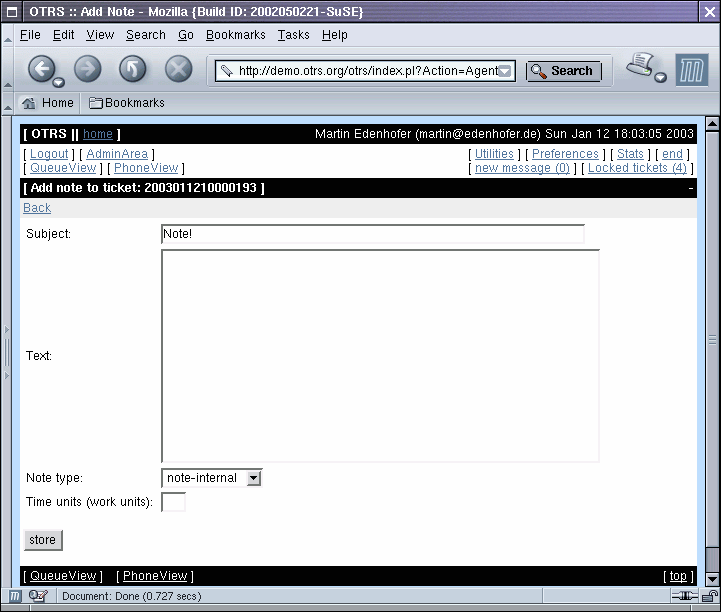 OTRS :: Add Note - Mozilla {Build ID: 2002050221-SuSE}
File Edit View Search Go Bookmarks Tasks Help
http://demo.otrs.org/otrs/index.pl?Action=Agent Search
Home Bookmarks
[ OTRS || home ] Martin Edenhofer (martin@edenhofer.de) Sun Jan 12 18:03:05 2003
[ Logout ] [ AdminArea ] [ Utilities ] [ Preferences ] [ Stats ] [ end ]
[ QueueView ] [ PhoneView ] [ new message (0) ] [ Locked tickets (4) ]
[ Add note to ticket: 2003011210000193 ] -
Back
Subject: Note!
Text:
Note type: note-internal
Time units (work units):
store
[ QueueView ] [ PhoneView ] [ top ]
Document: Done (0.727 secs)